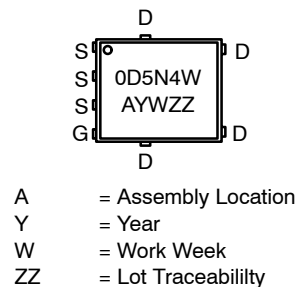 D
S D
S 0D5N4W
S AYWZZ
G D
D
A = Assembly Location
Y = Year
W = Work Week
ZZ = Lot Traceabililty